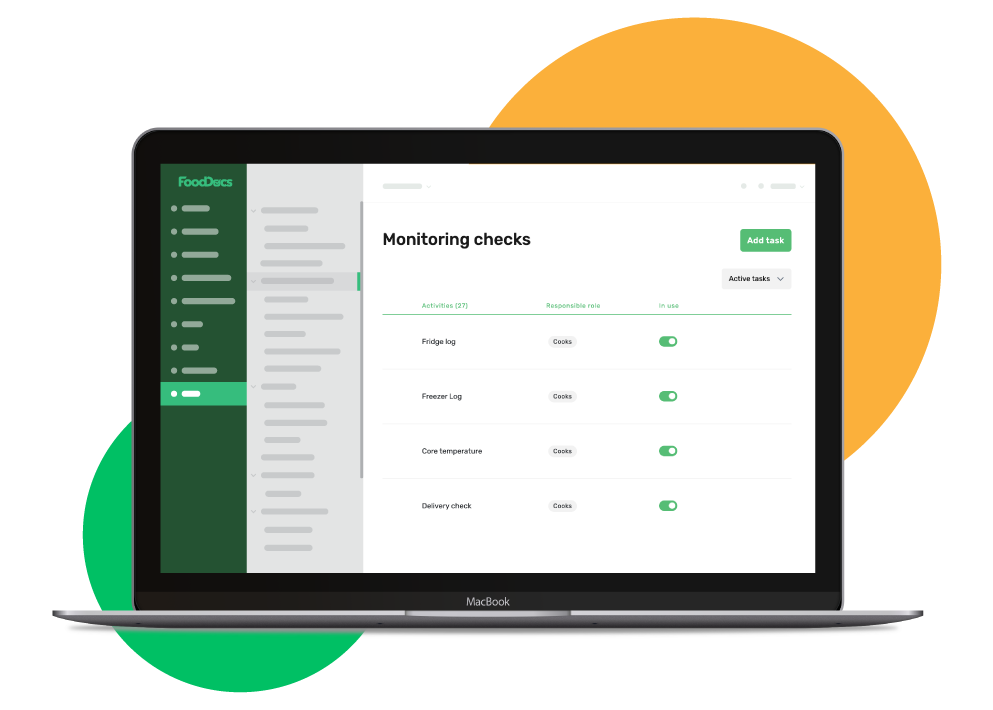 FoodDocs
Monitoring checks
Add task
Active tasks
Activities (27) Responsible role In use
Fridge log Cooks
Freezer Log Cooks
Core temperature Cooks
Delivery check Cooks
MacBook